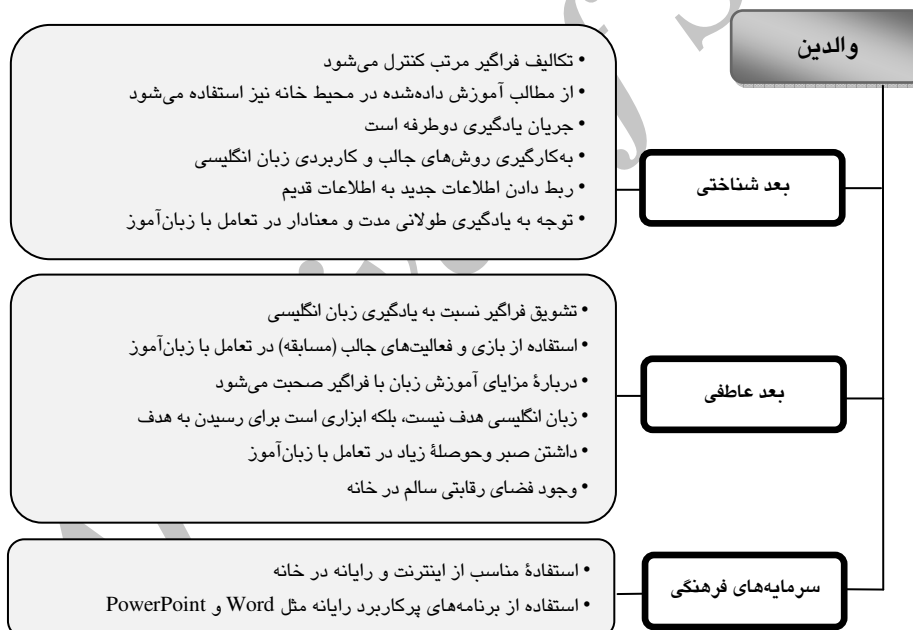 والدین
بعد شناختی
• تکالیف فراگیر مرتب کنترل می‌شود
• از مطالب آموزش داده‌شده در محیط خانه نیز استفاده می‌شود
• جریان یادگیری دوطرفه است
• به‌کارگیری روش‌های جالب و کاربردی زبان انگلیسی
• ربط دادن اطلاعات جدید به اطلاعات قدیم
• توجه به یادگیری طولانی مدت و معنادار در تعامل با زبان‌آموز
بعد عاطفی
• تشویق فراگیر نسبت به یادگیری زبان انگلیسی
• استفاده از بازی و فعالیت‌های جالب (مسابقه) در تعامل با زبان‌آموز
• دربارهٔ مزایای آموزش زبان با فراگیر صحبت می‌شود
• زبان انگلیسی هدف نیست، بلکه ابزاری است برای رسیدن به هدف
• داشتن صبر وحوصلهٔ زیاد در تعامل با زبان‌آموز
• وجود فضای رقابتی سالم در خانه
سرمایه‌های فرهنگی
• استفادهٔ مناسب از اینترنت و رایانه در خانه
• استفاده از برنامه‌های پرکاربرد رایانه مثل Word و PowerPoint